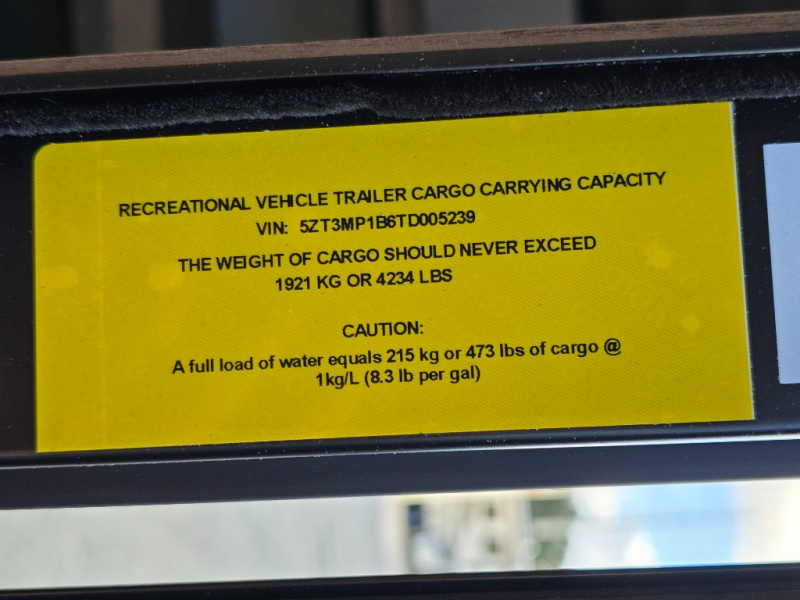 RECREATIONAL VEHICLE TRAILER CARGO CARRYING CAPACITY
VIN: 5ZT3MP1B6TD005239
THE WEIGHT OF CARGO SHOULD NEVER EXCEED
1921 KG OR 4234 LBS
CAUTION:
A full load of water equals 215 kg or 473 lbs of cargo @
1kg/L (8.3 lb per gal)